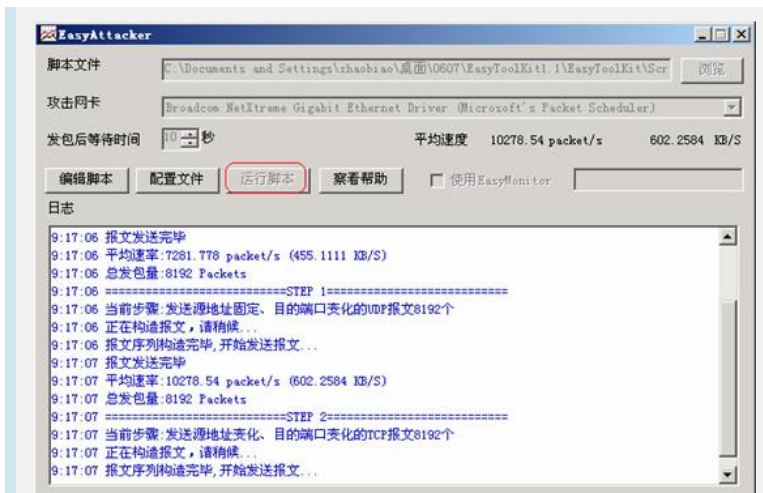 EasyAttacker
脚本文件 C:\Documents and Settings\zhaobiao\桌面\0607\EasyToolKit1.1\EasyToolKit\Scr 浏览
攻击网卡 Broadcom NetXtreme Gigabit Ethernet Driver (Microsoft's Packet Scheduler)
发包后等待时间 10 秒 平均速度 10278.54 packet/s 602.2584 KB/S
编辑脚本 配置文件 运行脚本 察看帮助 使用EasyMonitor
日志
9:17:06 报文发送完毕
9:17:06 平均速率:7281.778 packet/s (455.1111 KB/S)
9:17:06 总发包量:8192 Packets
9:17:06 ===========================STEP 1===========================
9:17:06 当前步骤:发送源地址固定、目的端口变化的UDP报文8192个
9:17:06 正在构造报文，请稍候...
9:17:06 报文序列构造完毕,开始发送报文...
9:17:07 报文发送完毕
9:17:07 平均速率:10278.54 packet/s (602.2584 KB/S)
9:17:07 总发包量:8192 Packets
9:17:07 ===========================STEP 2===========================
9:17:07 当前步骤:发送源地址变化、目的端口变化的TCP报文8192个
9:17:07 正在构造报文，请稍候...
9:17:07 报文序列构造完毕,开始发送报文...